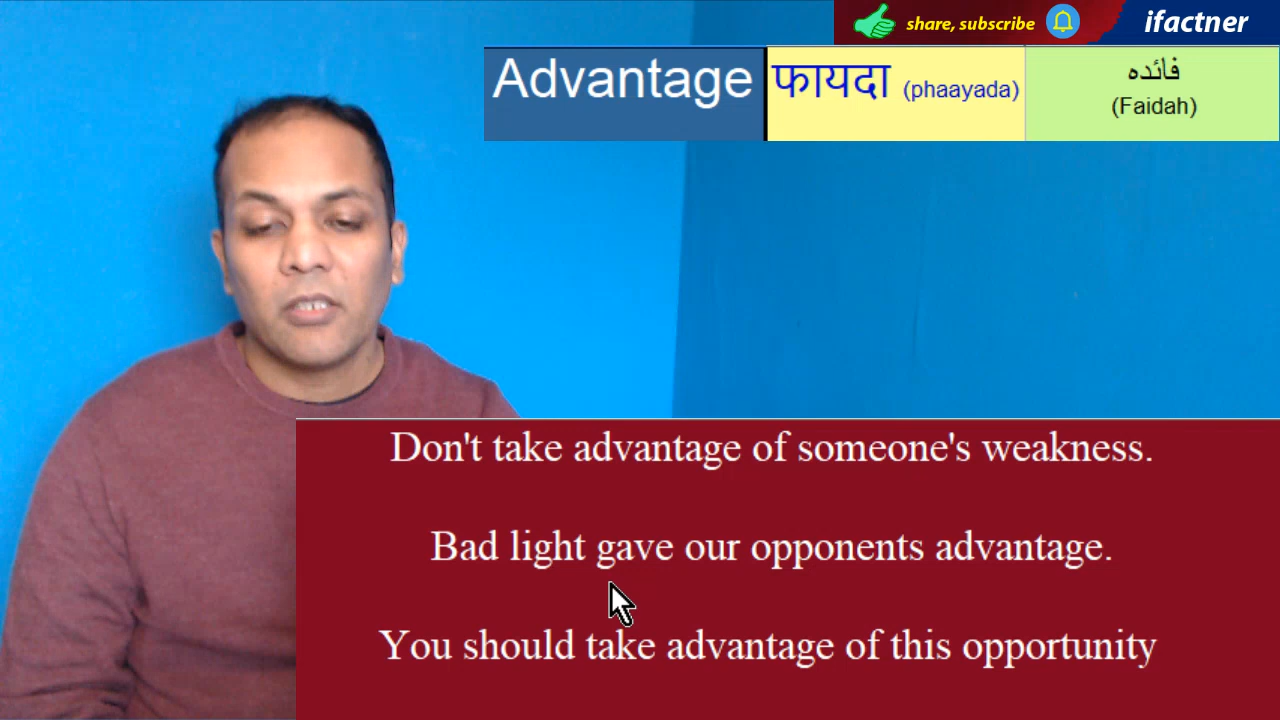 share, subscribe
ifactner
Advantage
फायदा (phaayada)
فائدہ
(Faidah)
Don't take advantage of someone's weakness.
Bad light gave our opponents advantage.
You should take advantage of this opportunity